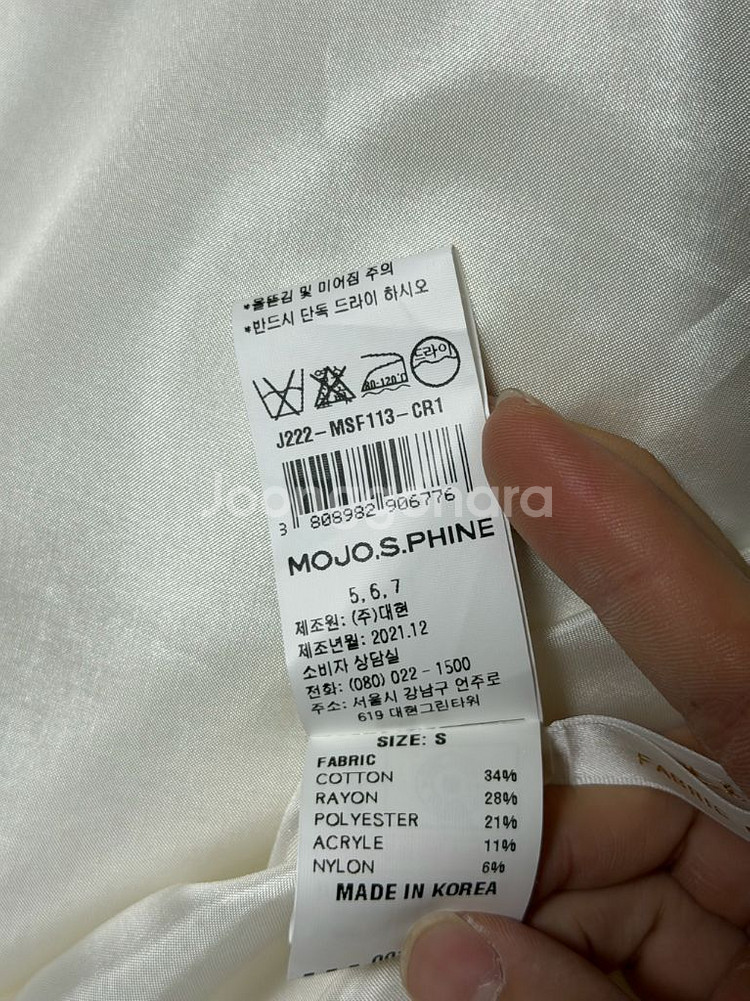 *올뜯김 및 미어짐 주의
*반드시 단독 드라이 하시오
드라이
80-120℃
J222-MSF113-CR1
8 808982 906776
Joonggonara
MOJO.S.PHINE
5,6,7
제조원: (주)대현
제조년월: 2021.12
소비자 상담실
전화: (080) 022-1500
주소: 서울시 강남구 언주로
619 대현그린타워
SIZE: S
FABRIC
COTTON 34%
RAYON 28%
POLYESTER 21%
ACRYLE 11%
NYLON 6%
MADE IN KOREA
FABRIC